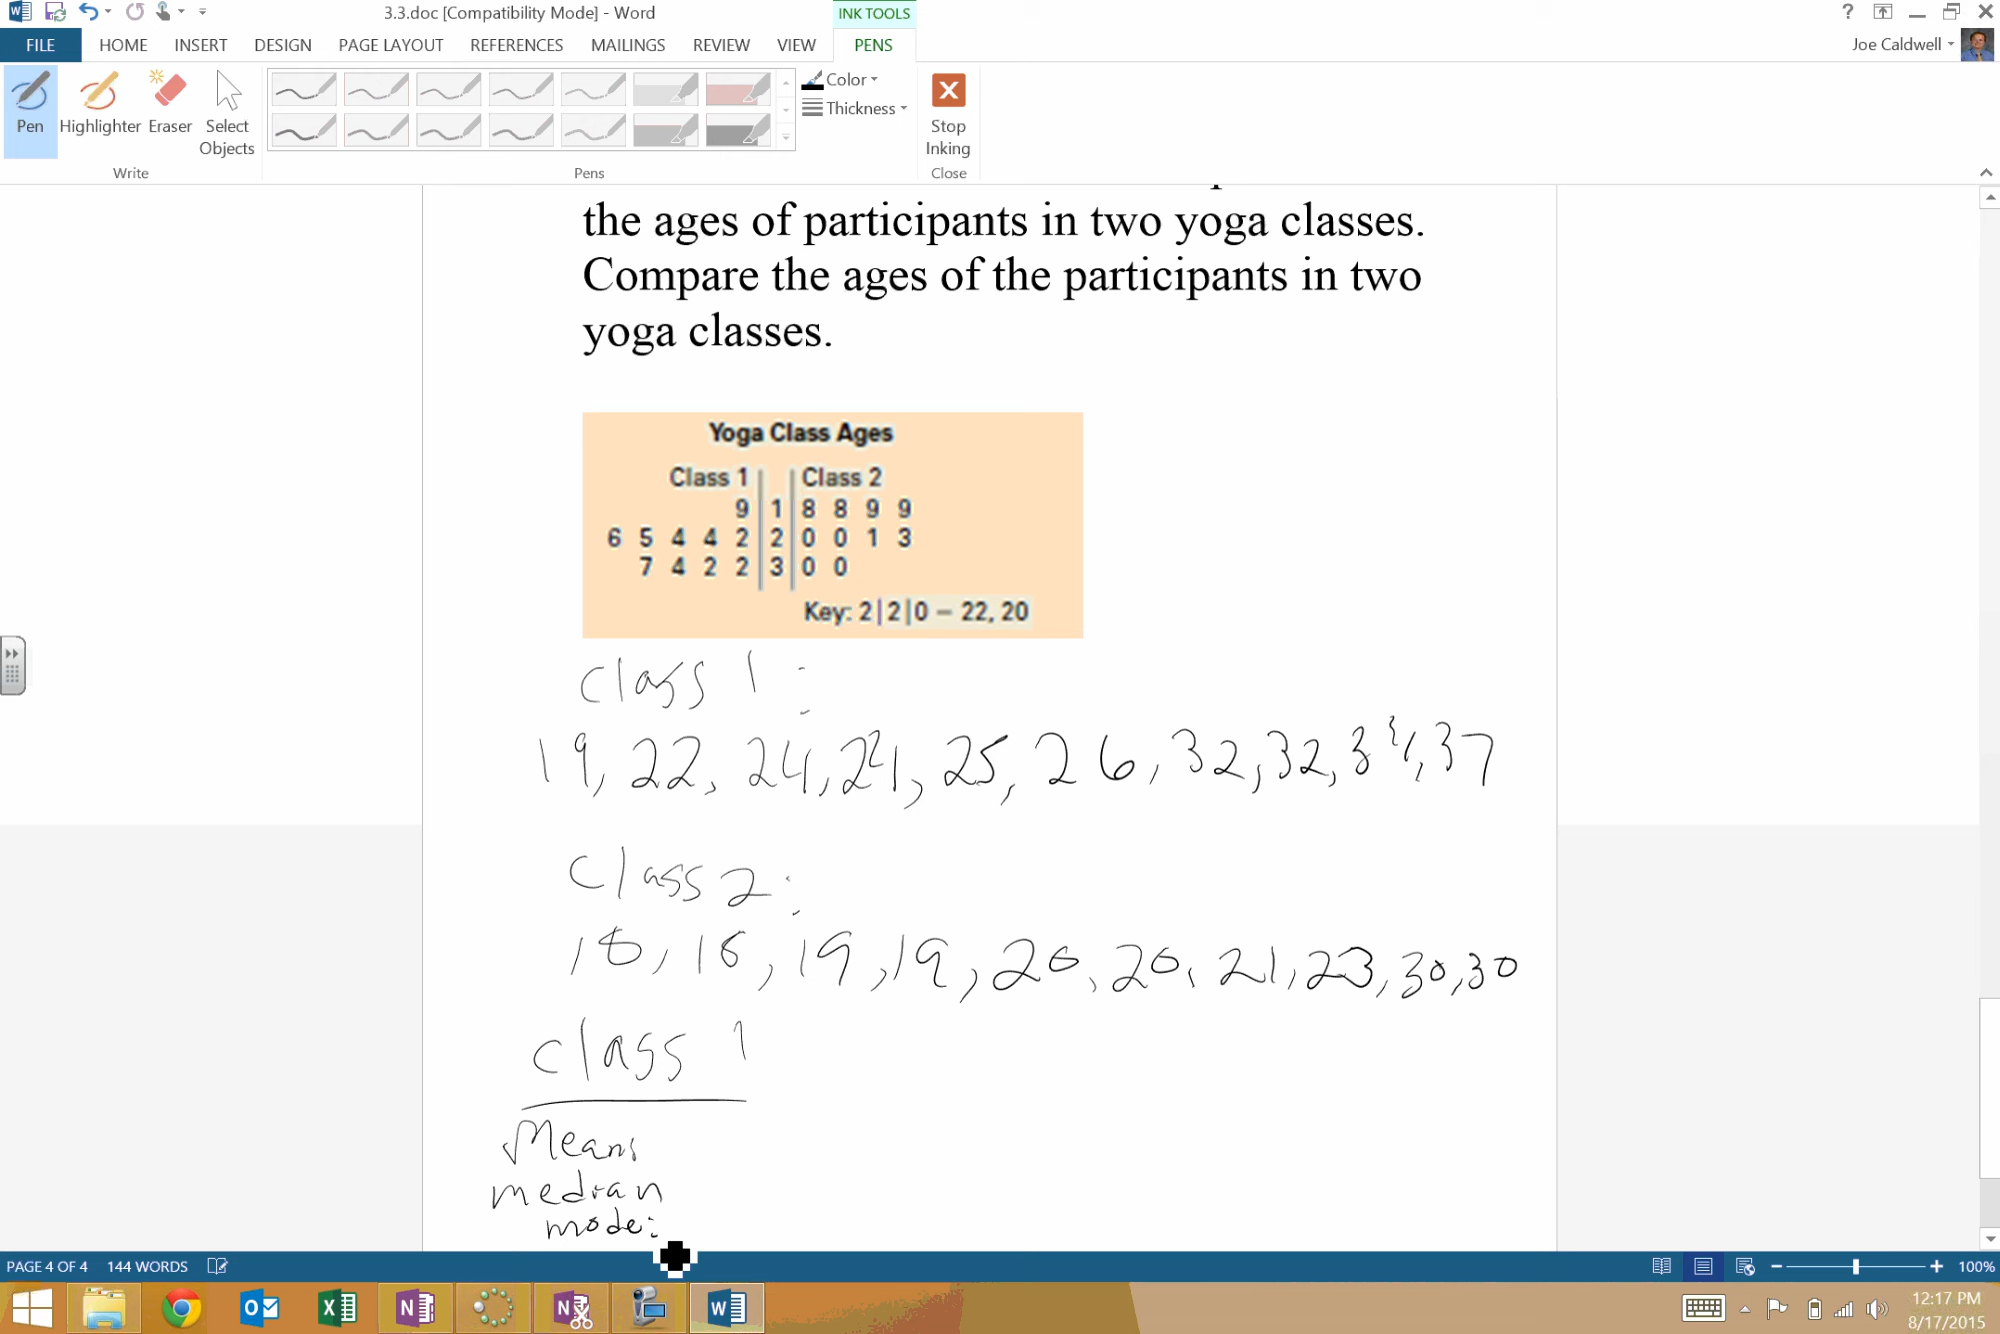 3.3.doc [Compatibility Mode] - Word
INK TOOLS
?
FILE HOME INSERT DESIGN PAGE LAYOUT REFERENCES MAILINGS REVIEW VIEW PENS
Joe Caldwell
Pen Highlighter Eraser Select Objects
Color
Thickness
Stop Inking
Write Pens Close
the ages of participants in two yoga classes.
Compare the ages of the participants in two
yoga classes.
Yoga Class Ages
Class 1 Class 2
9 | 1 | 8 8 9 9
6 5 4 4 2 | 2 | 0 0 1 3
7 4 2 2 | 3 | 0 0
Key: 2|2|0 – 22, 20
class 1:
19, 22, 24, 24, 25, 26, 32, 32, 34, 37
class 2:
18, 18, 19, 19, 20, 20, 21, 23, 30, 30
class 1
Mean:
median
mode:
PAGE 4 OF 4 144 WORDS
100%
12:17 PM
8/17/2015